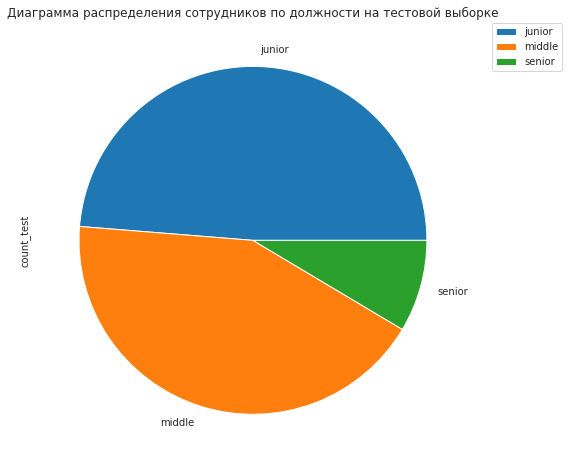 Диаграмма распределения сотрудников по должности на тестовой выборке
junior
middle
senior
junior
count_test
senior
middle